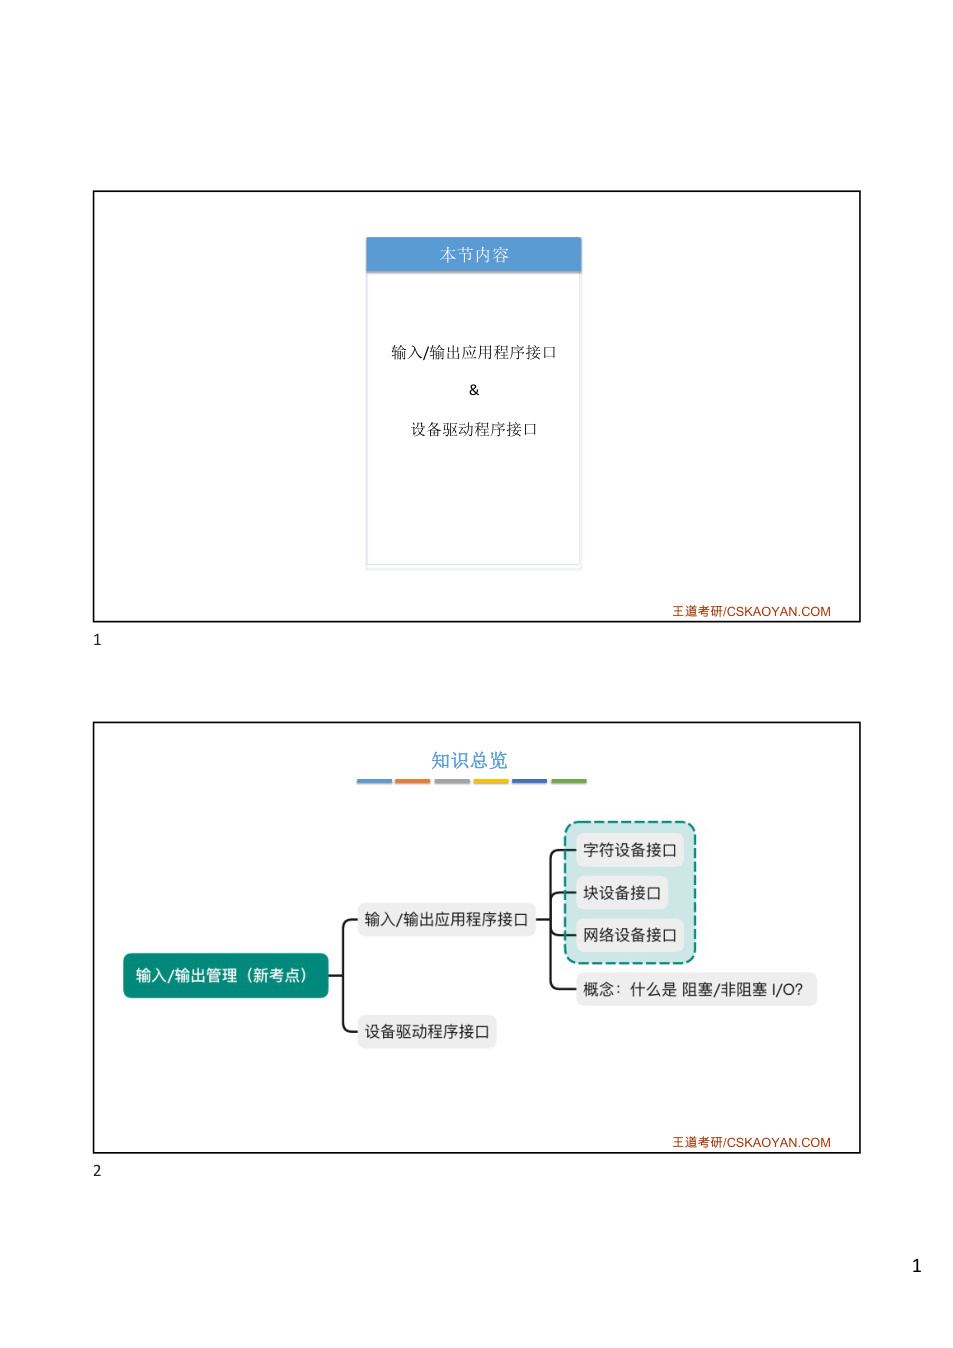 本节内容
输入/输出应用程序接口
&
设备驱动程序接口
王道考研/CSKAOYAN.COM
1
知识总览
字符设备接口
块设备接口
输入/输出应用程序接口
网络设备接口
输入/输出管理（新考点）
概念：什么是 阻塞/非阻塞 I/O?
设备驱动程序接口
王道考研/CSKAOYAN.COM
2
1